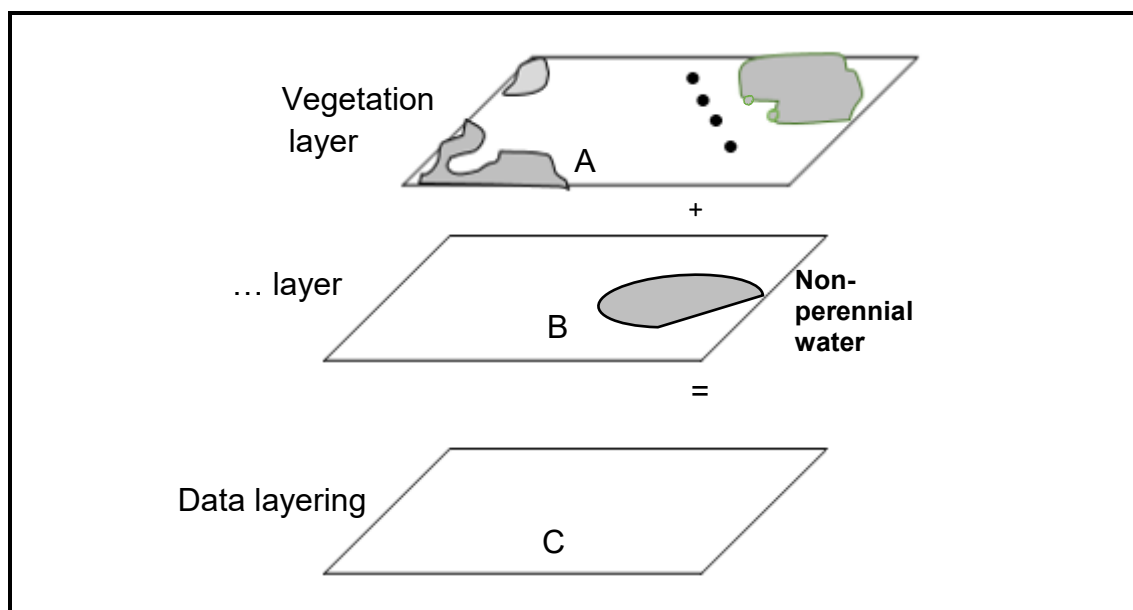 Vegetation
layer
A
+
… layer
B
Non-
perennial
water
=
Data layering
C